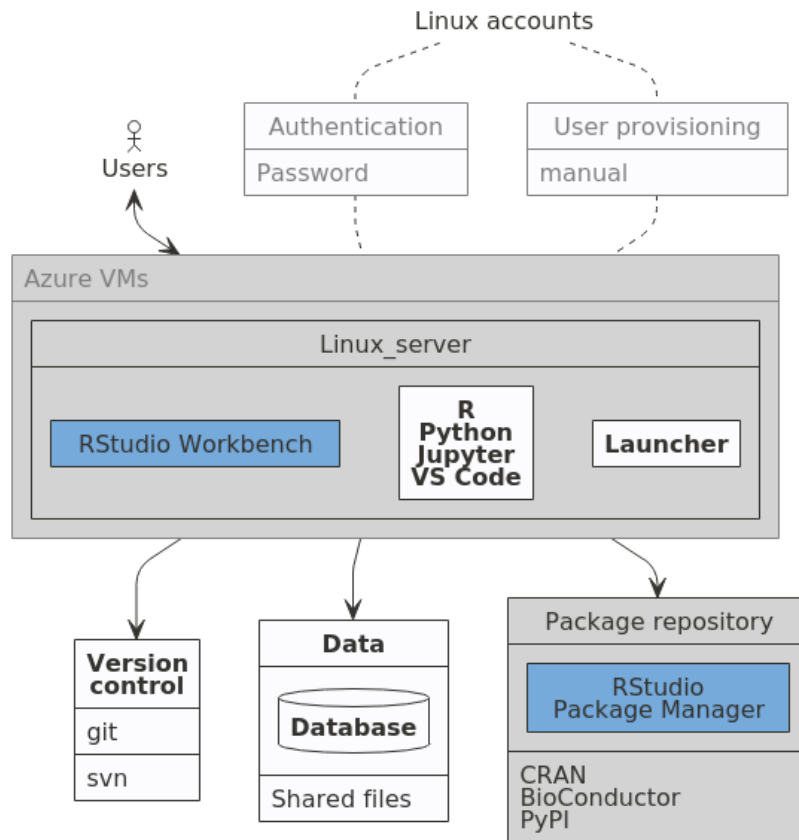 Linux accounts
Authentication
Password
User provisioning
manual
Users
Azure VMs
Linux_server
RStudio Workbench
R
Python
Jupyter
VS Code
Launcher
Version
control
git
svn
Data
Database
Shared files
Package repository
RStudio
Package Manager
CRAN
BioConductor
PyPI